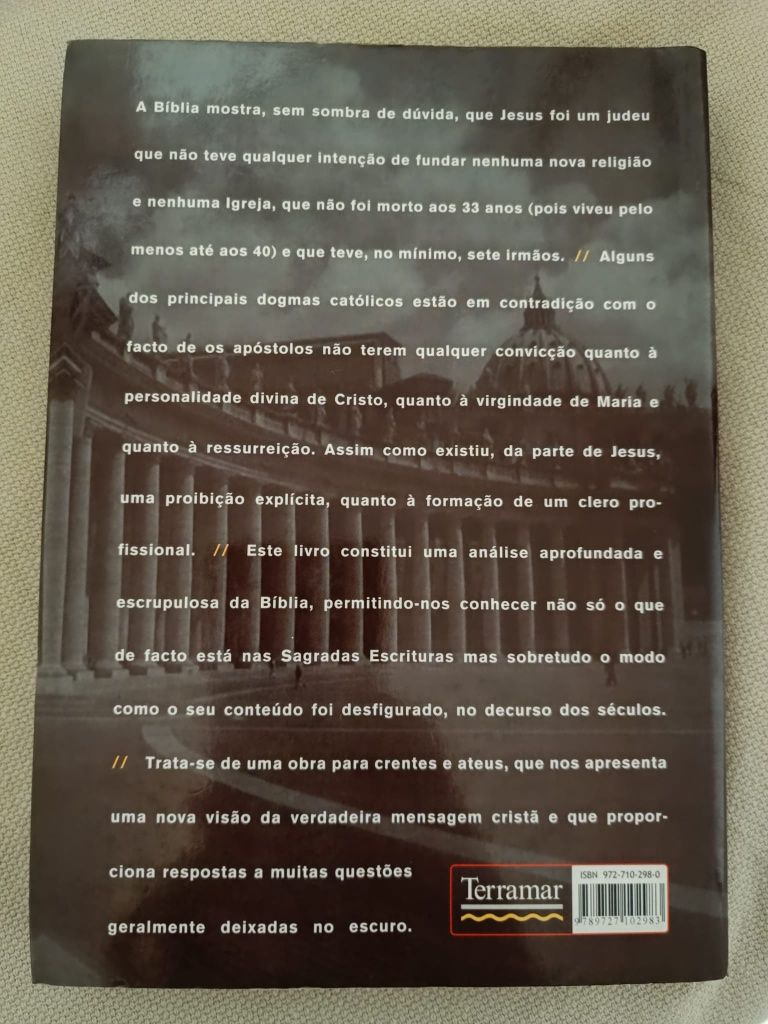 A Bíblia mostra, sem sombra de dúvida, que Jesus foi um judeu
que não teve qualquer intenção de fundar nenhuma nova religião
e nenhuma Igreja, que não foi morto aos 33 anos (pois viveu pelo
menos até aos 40) e que teve, no mínimo, sete irmãos. // Alguns
dos principais dogmas católicos estão em contradição com o
facto de os apóstolos não terem qualquer convicção quanto à
personalidade divina de Cristo, quanto à virgindade de Maria e
quanto à ressurreição. Assim como existiu, da parte de Jesus,
uma proibição explícita, quanto à formação de um clero pro-
fissional. // Este livro constitui uma análise aprofundada e
escrupulosa da Bíblia, permitindo-nos conhecer não só o que
de facto está nas Sagradas Escrituras mas sobretudo o modo
como o seu conteúdo foi desfigurado, no decurso dos séculos.
// Trata-se de uma obra para crentes e ateus, que nos apresenta
uma nova visão da verdadeira mensagem cristã e que propor-
ciona respostas a muitas questões
geralmente deixadas no escuro.
Terramar
ISBN 972-710-298-0
9789727102983